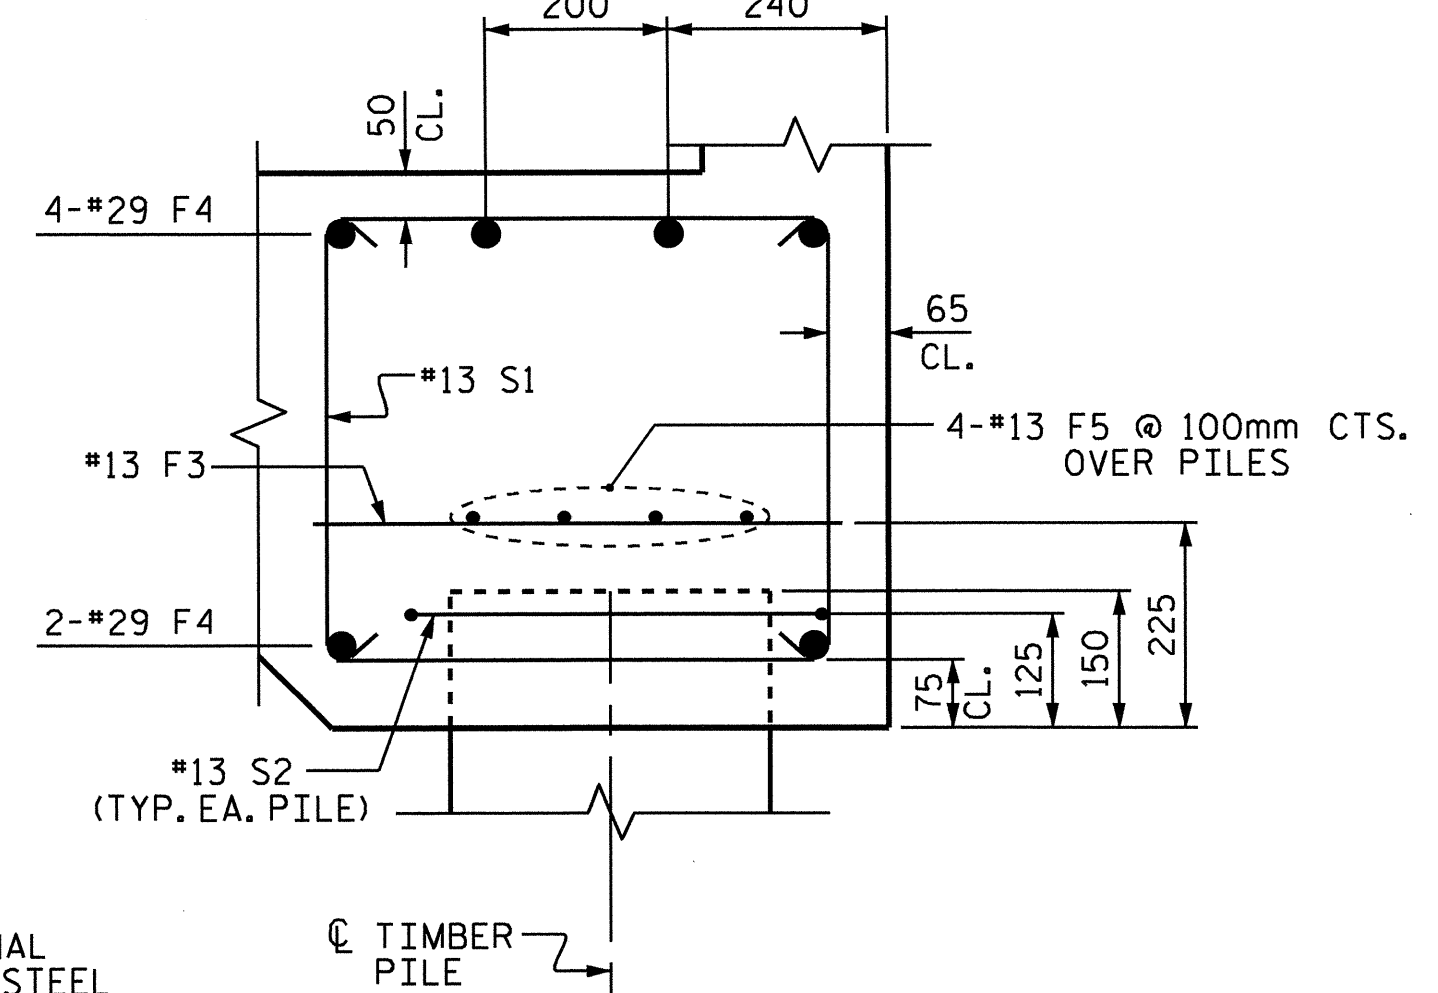 200
240
50
CL.
4-#29 F4
65
CL.
#13 S1
4-#13 F5 @ 100mm CTS.
OVER PILES
#13 F3
2-#29 F4
75
CL.
125
150
225
#13 S2
(TYP. EA. PILE)
℄ TIMBER
PILE
STEEL